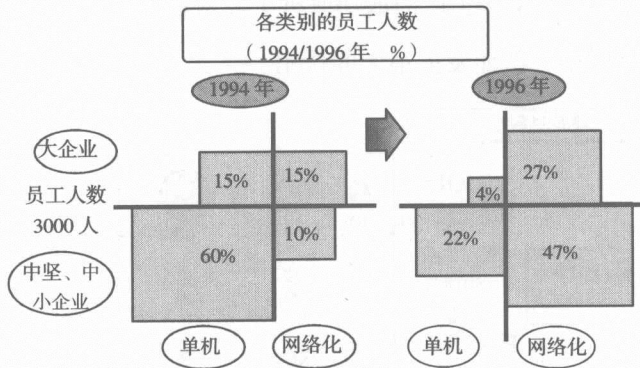 各类别的员工人数
（1994/1996 年　%）
1994 年
1996 年
大企业
员工人数
3000 人
中坚、中
小企业
15%
15%
60%
10%
4%
27%
22%
47%
单机
网络化
单机
网络化